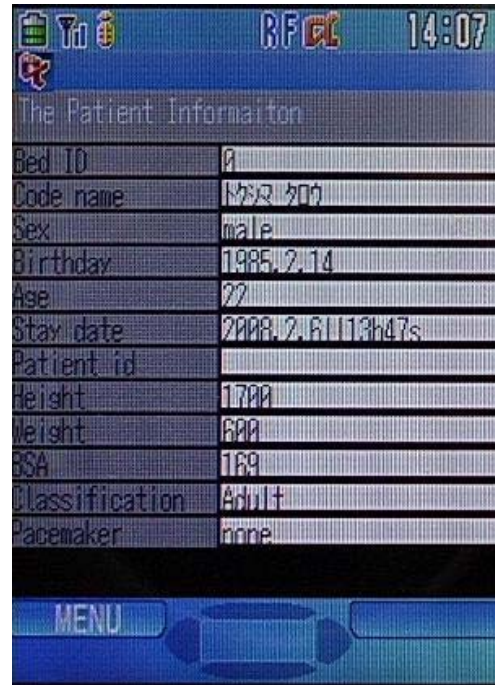 RF 14:07
The Patient Informaiton
Bed ID 0
Code name トクシマ クロウ
Sex male
Birthday 1985.2.14
Age 22
Stay date 2008.2.6||13h47s
Patient id
Height 1700
Weight 600
BSA 169
Classification Adult
Pacemaker none
MENU